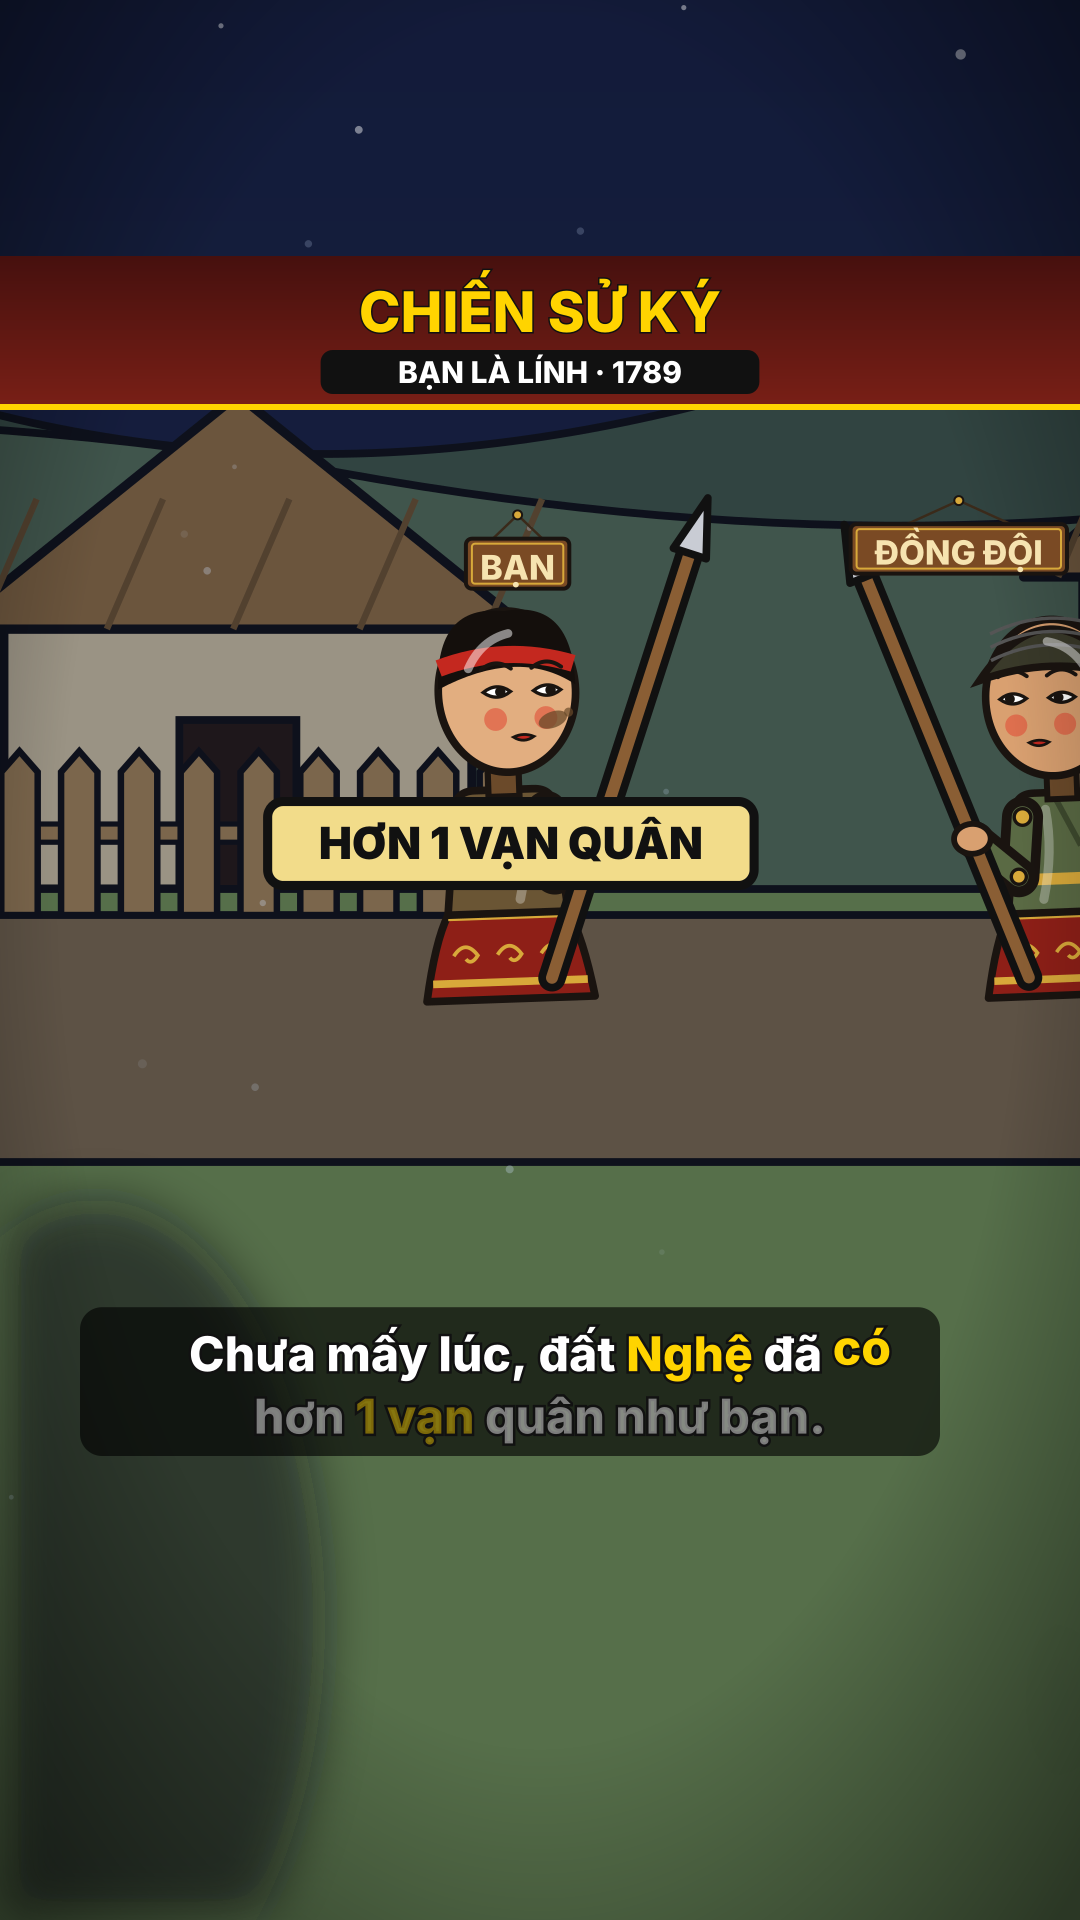 CHIẾN SỬ KÝ
BẠN LÀ LÍNH · 1789
BẠN
ĐỒNG ĐỘI
HƠN 1 VẠN QUÂN
Chưa mấy lúc, đất Nghệ đã có
hơn 1 vạn quân như bạn.